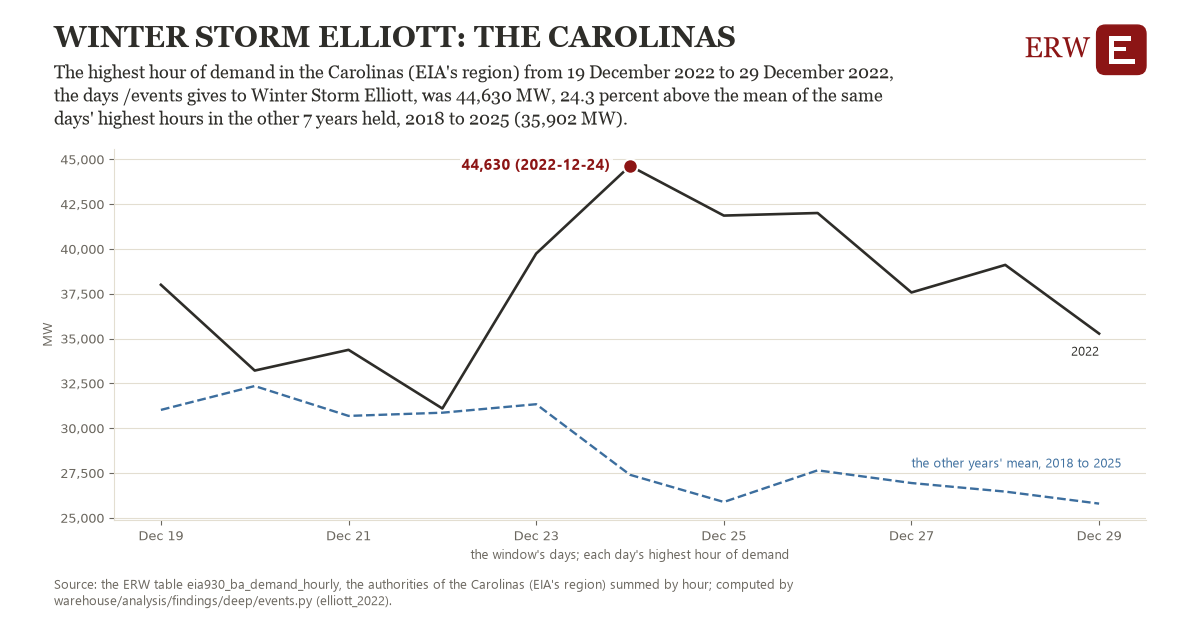 WINTER STORM ELLIOTT: THE CAROLINAS
ERW E
The highest hour of demand in the Carolinas (EIA's region) from 19 December 2022 to 29 December 2022,
the days /events gives to Winter Storm Elliott, was 44,630 MW, 24.3 percent above the mean of the same
days' highest hours in the other 7 years held, 2018 to 2025 (35,902 MW).
45,000
44,630 (2022-12-24)
42,500
40,000
37,500
MW
35,000
2022
32,500
30,000
the other years' mean, 2018 to 2025
27,500
25,000
Dec 19 Dec 21 Dec 23 Dec 25 Dec 27 Dec 29
the window's days; each day's highest hour of demand
Source: the ERW table eia930_ba_demand_hourly, the authorities of the Carolinas (EIA's region) summed by hour; computed by
warehouse/analysis/findings/deep/events.py (elliott_2022).